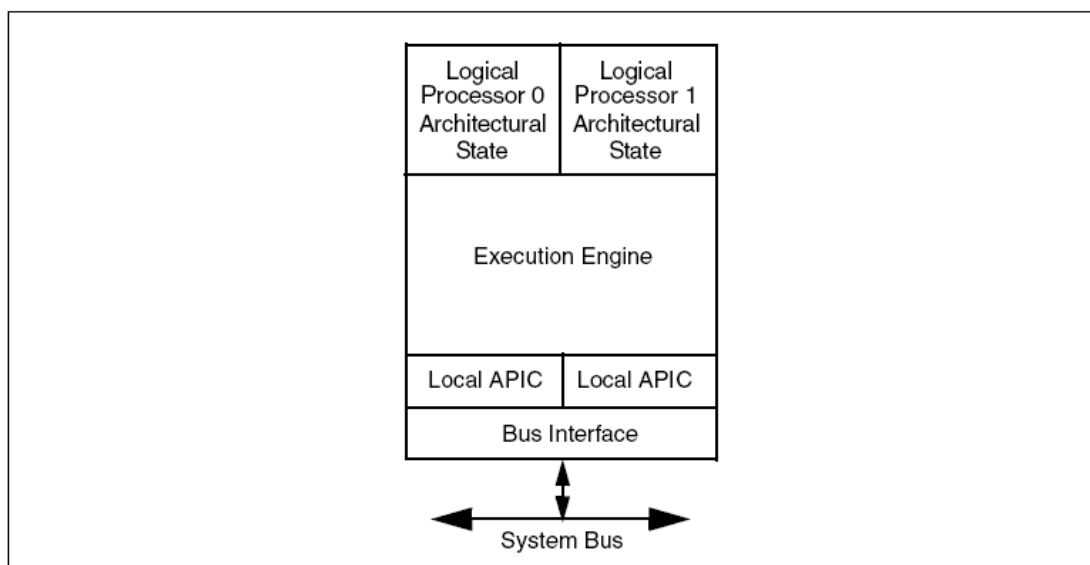 Logical
Processor 0
Architectural
State
Logical
Processor 1
Architectural
State
Execution Engine
Local APIC
Local APIC
Bus Interface
System Bus